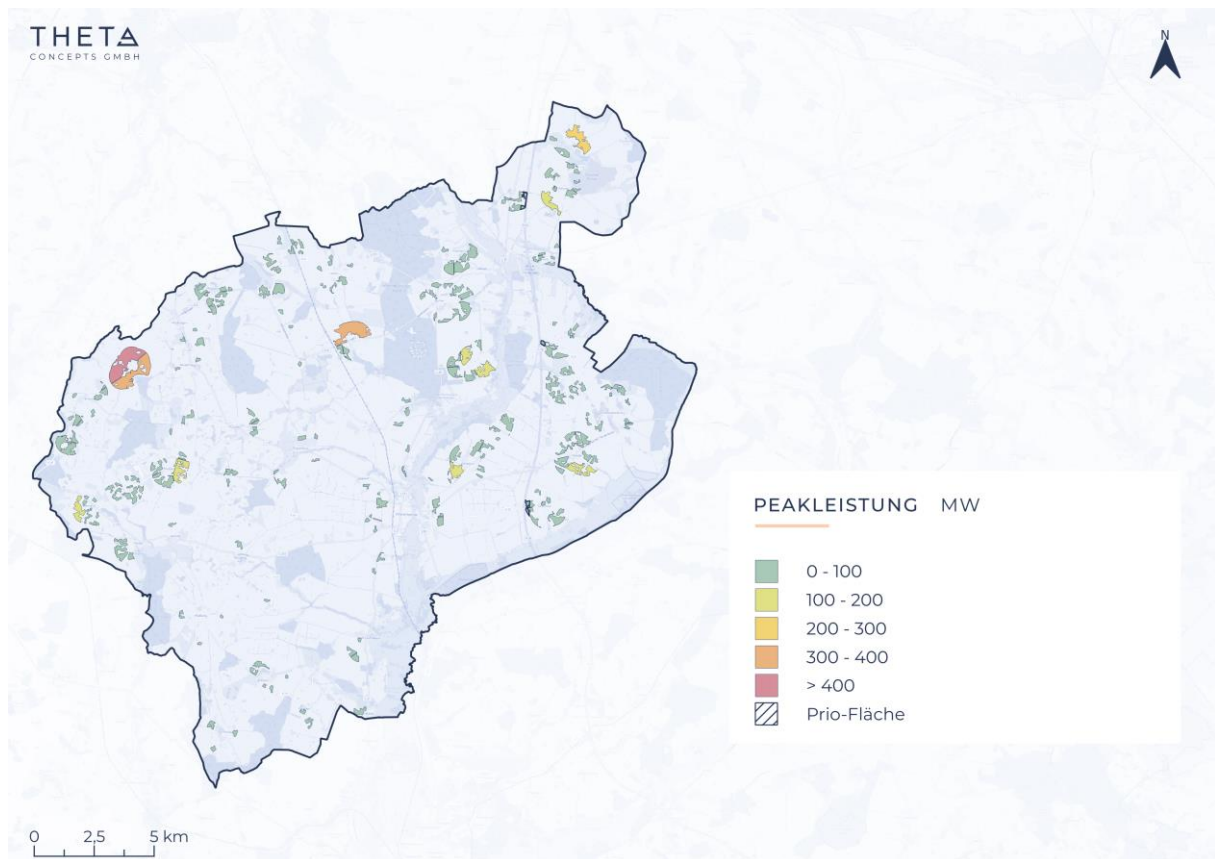 THETA
CONCEPTS GMBH
N
PEAKLEISTUNG MW
0 - 100
100 - 200
200 - 300
300 - 400
> 400
Prio-Fläche
0 2,5 5 km